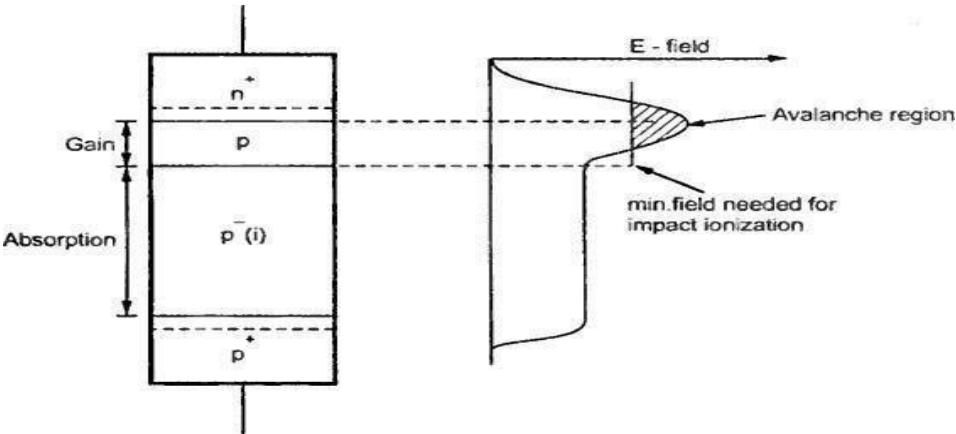 E - field
n+
Avalanche region
Gain
p
min.field needed for
impact ionization
Absorption
p¯(i)
p+